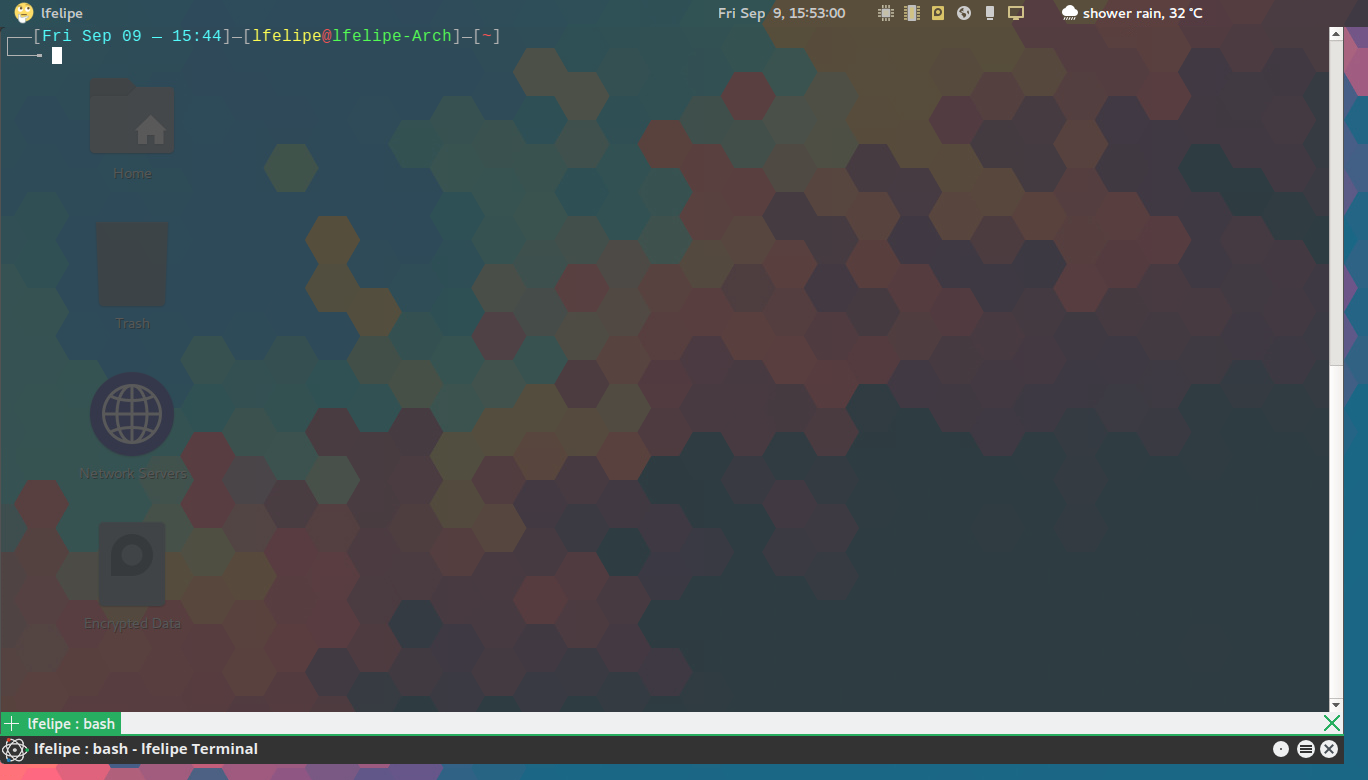 lfelipe
Fri Sep 9, 15:53:00
shower rain, 32 °C
┌──[Fri Sep 09 – 15:44]–[lfelipe@lfelipe-Arch]–[~]
└──╼
Home
Trash
Network Servers
Encrypted Data
lfelipe : bash
lfelipe : bash - lfelipe Terminal